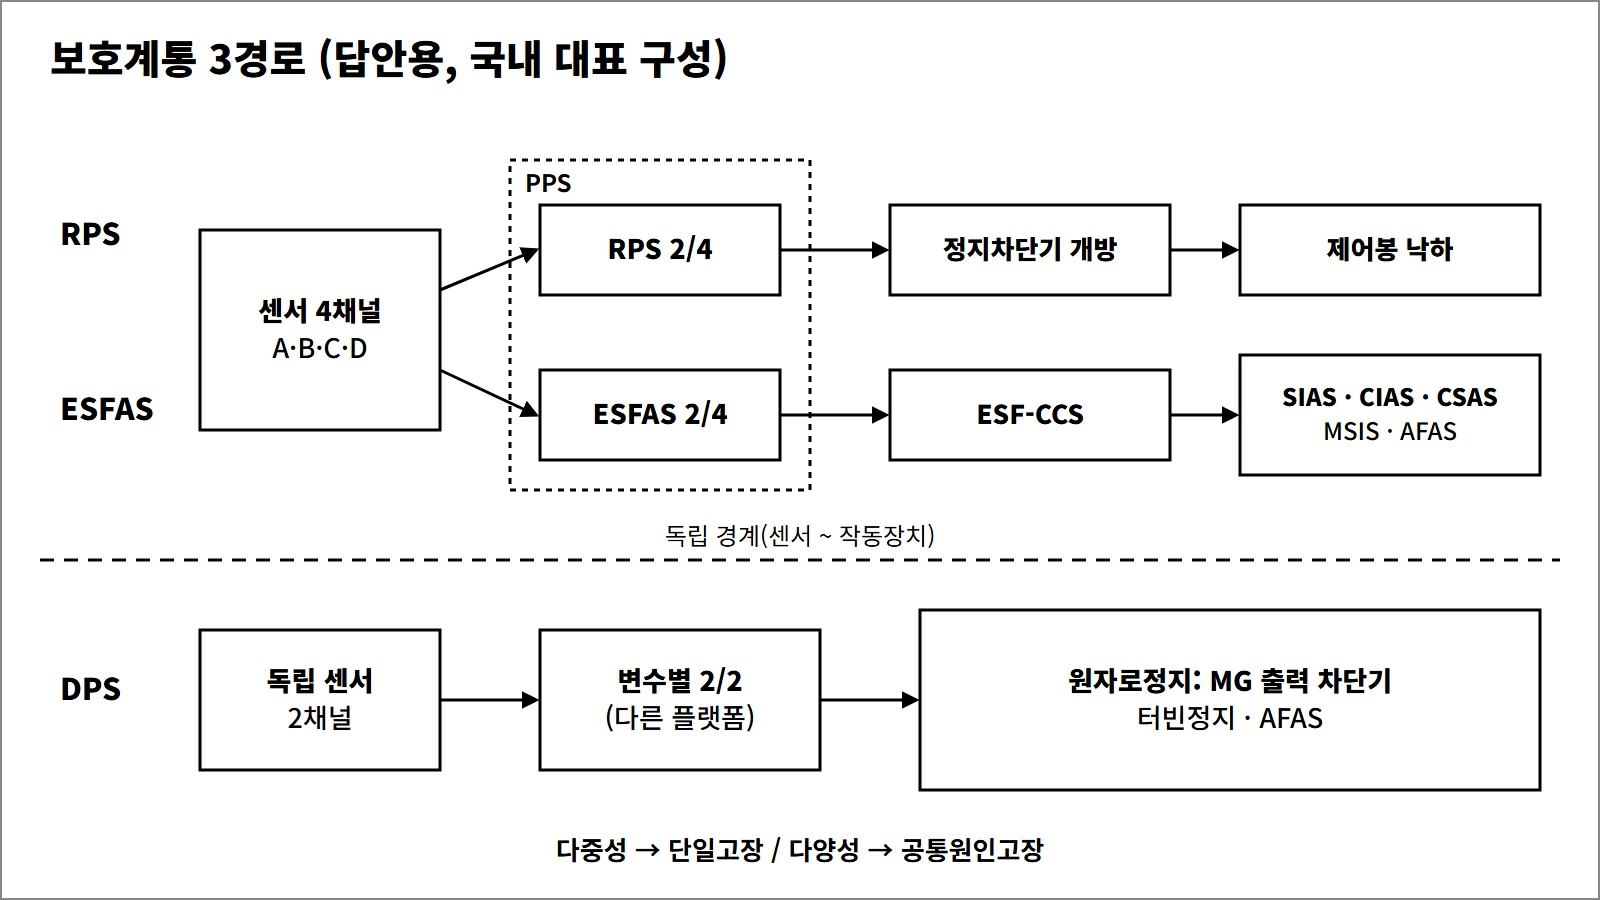 보호계통 3경로 (답안용, 국내 대표 구성)
PPS
RPS
센서 4채널
A·B·C·D
RPS 2/4
정지차단기 개방
제어봉 낙하
ESFAS
ESFAS 2/4
ESF-CCS
SIAS · CIAS · CSAS
MSIS · AFAS
독립 경계(센서 ~ 작동장치)
DPS
독립 센서
2채널
변수별 2/2
(다른 플랫폼)
원자로정지: MG 출력 차단기
터빈정지 · AFAS
다중성 → 단일고장 / 다양성 → 공통원인고장